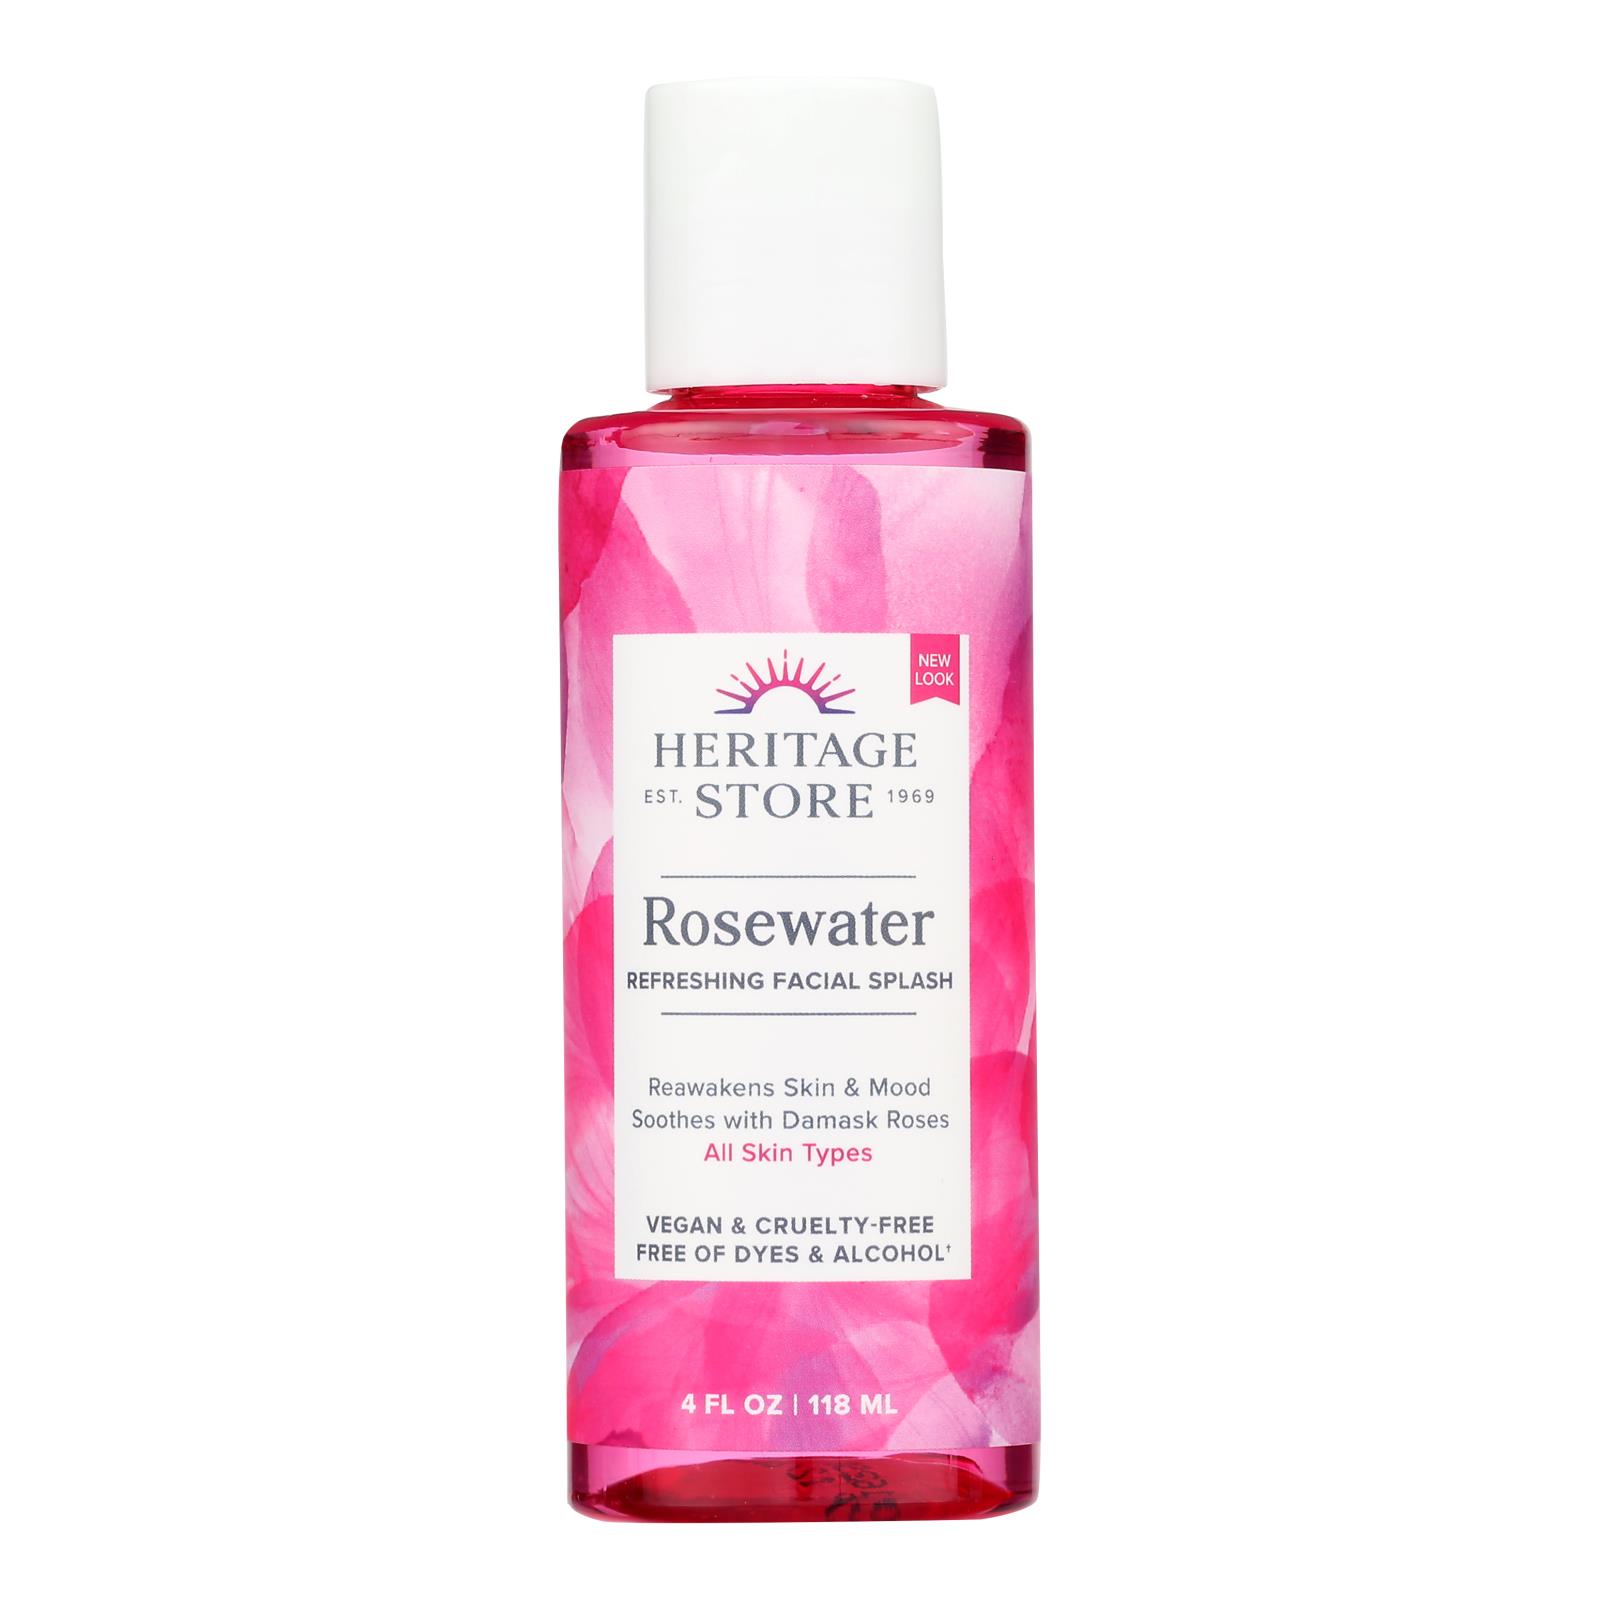 NEW
LOOK
HERITAGE
EST. STORE 1969
Rosewater
REFRESHING FACIAL SPLASH
Reawakens Skin & Mood
Soothes with Damask Roses
All Skin Types
VEGAN & CRUELTY-FREE
FREE OF DYES & ALCOHOL†
4 FL OZ | 118 ML